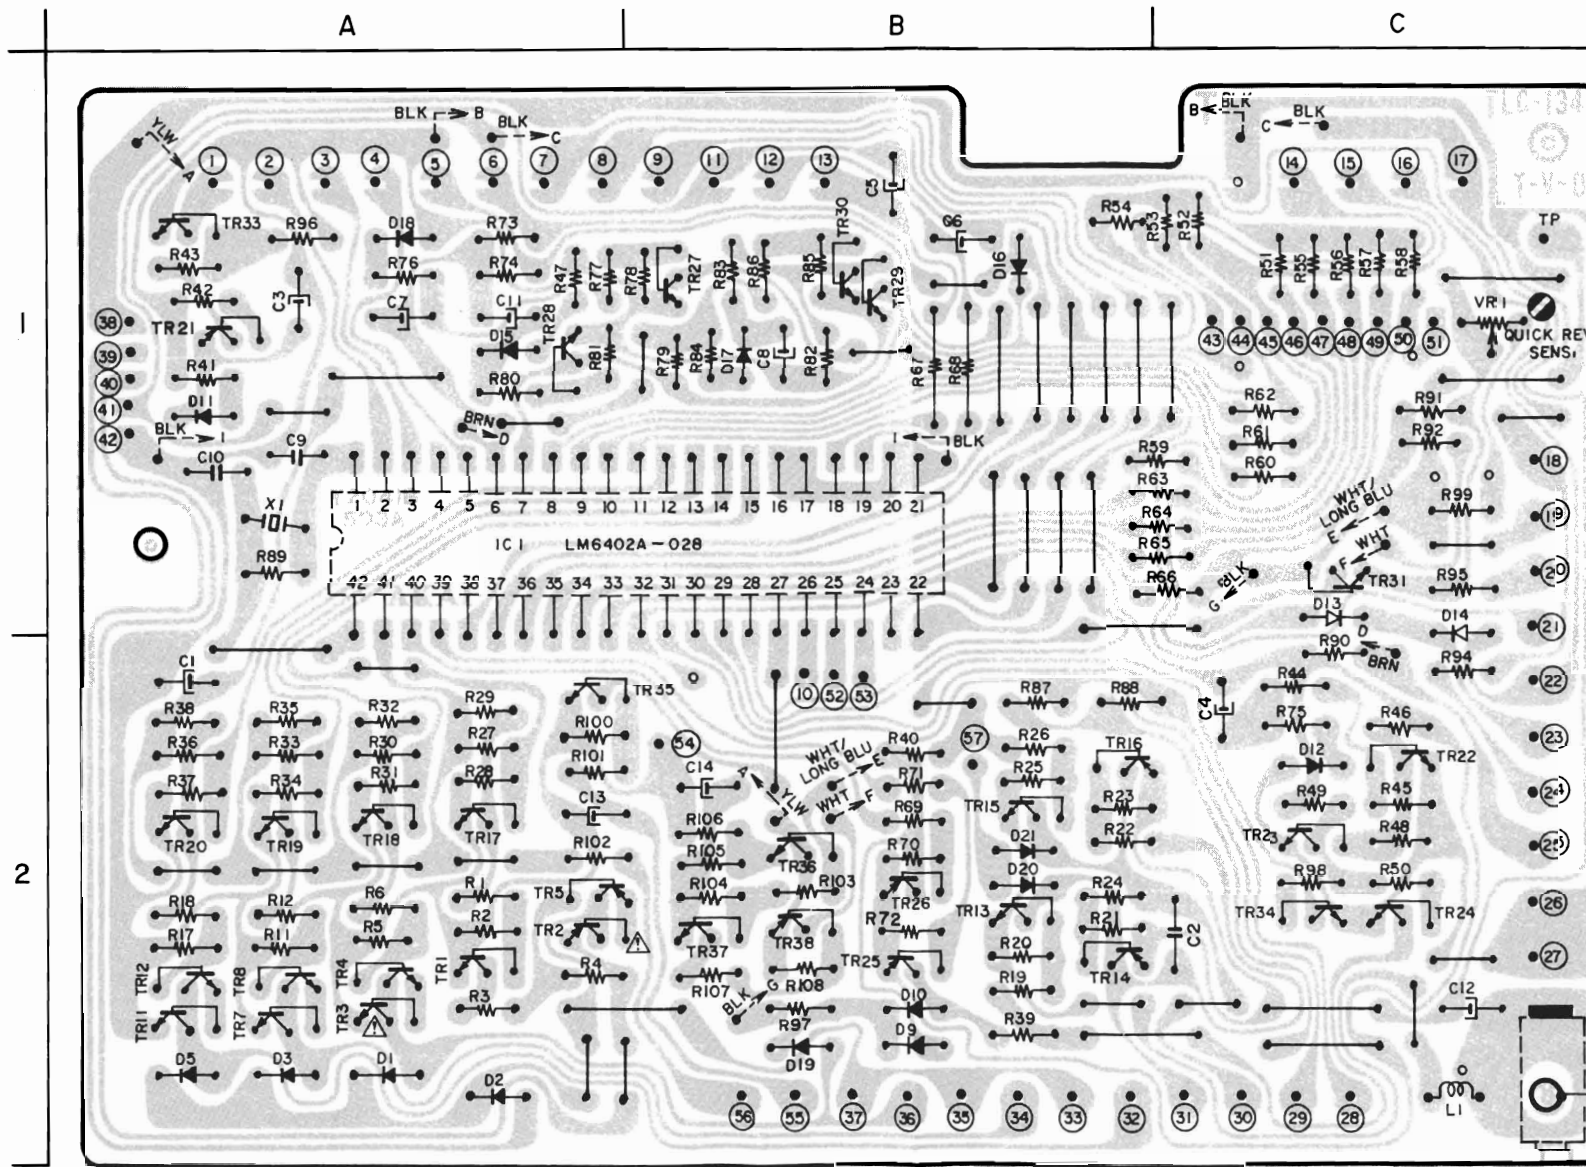 A B C
BLK B
BLK C
B BLK
C BLK
YLW A
1 2 3 4 5 6 7 8 9 11 12 13 14 15 16 17
C5
TR33 R96 D18 R73 TR30 C6 R54 R53 R52 TP
R43 R76 R74 R47 R77 R78 TR27 R83 R86 R85 TR29 D16 R51 R55 R56 R57 R58
R42 C3 C7 C11 TR28 VR1
1
38 TR21 D15 43 44 45 46 47 48 49 50 51 QUICK REV
39 R81 R79 R84 D17 C8 R82 R67 R68 SENS.
40 R41 R80
41 D11 R62 R91
42 BLK I BRN D I BLK R61 R92
C10 C9 R59 R60 18
1 2 3 4 5 6 7 8 9 10 11 12 13 14 15 16 17 18 19 20 21
R63 WHT/ LONG BLU E R99
X1 R64 19
IC1 LM6402A-028
R65 F WHT
R89 R66 G BLK TR31 R95 20
42 41 40 39 38 37 36 35 34 33 32 31 30 29 28 27 26 25 24 23 22
D13 D14 21
R90 D BRN R94
C1 TR35 10 52 53 R87 R88 C4 R44 22
R38 R35 R32 R29 R100 R75 R46
R36 R33 R30 R27 54 WHT/ LONG BLU E R40 57 R26 TR16 D12 TR22 23
R37 R34 R31 R28 R101 C14 A YLW WHT F R71 R25 R49 R45 24
TR20 TR19 TR18 TR17 C13 R106 R69 TR15 R23 TR23 R48
R102 R105 TR36 R70 D21 R22 25
2
R18 R12 R6 R1 TR5 R104 R103 TR26 D20 R24 R98 R50
R17 R11 R5 R2 TR2 TR37 TR38 R72 TR13 R21 C2 TR34 TR24 26
TR12 TR8 TR4 TR1 R4 R107 R108 TR25 R20 TR14 27
TR11 TR7 TR3 R3 BLK G R97 D10 R19 C12
D5 D3 D1 D2 D19 D9 R39
56 55 37 36 35 34 33 32 31 30 29 28 L1